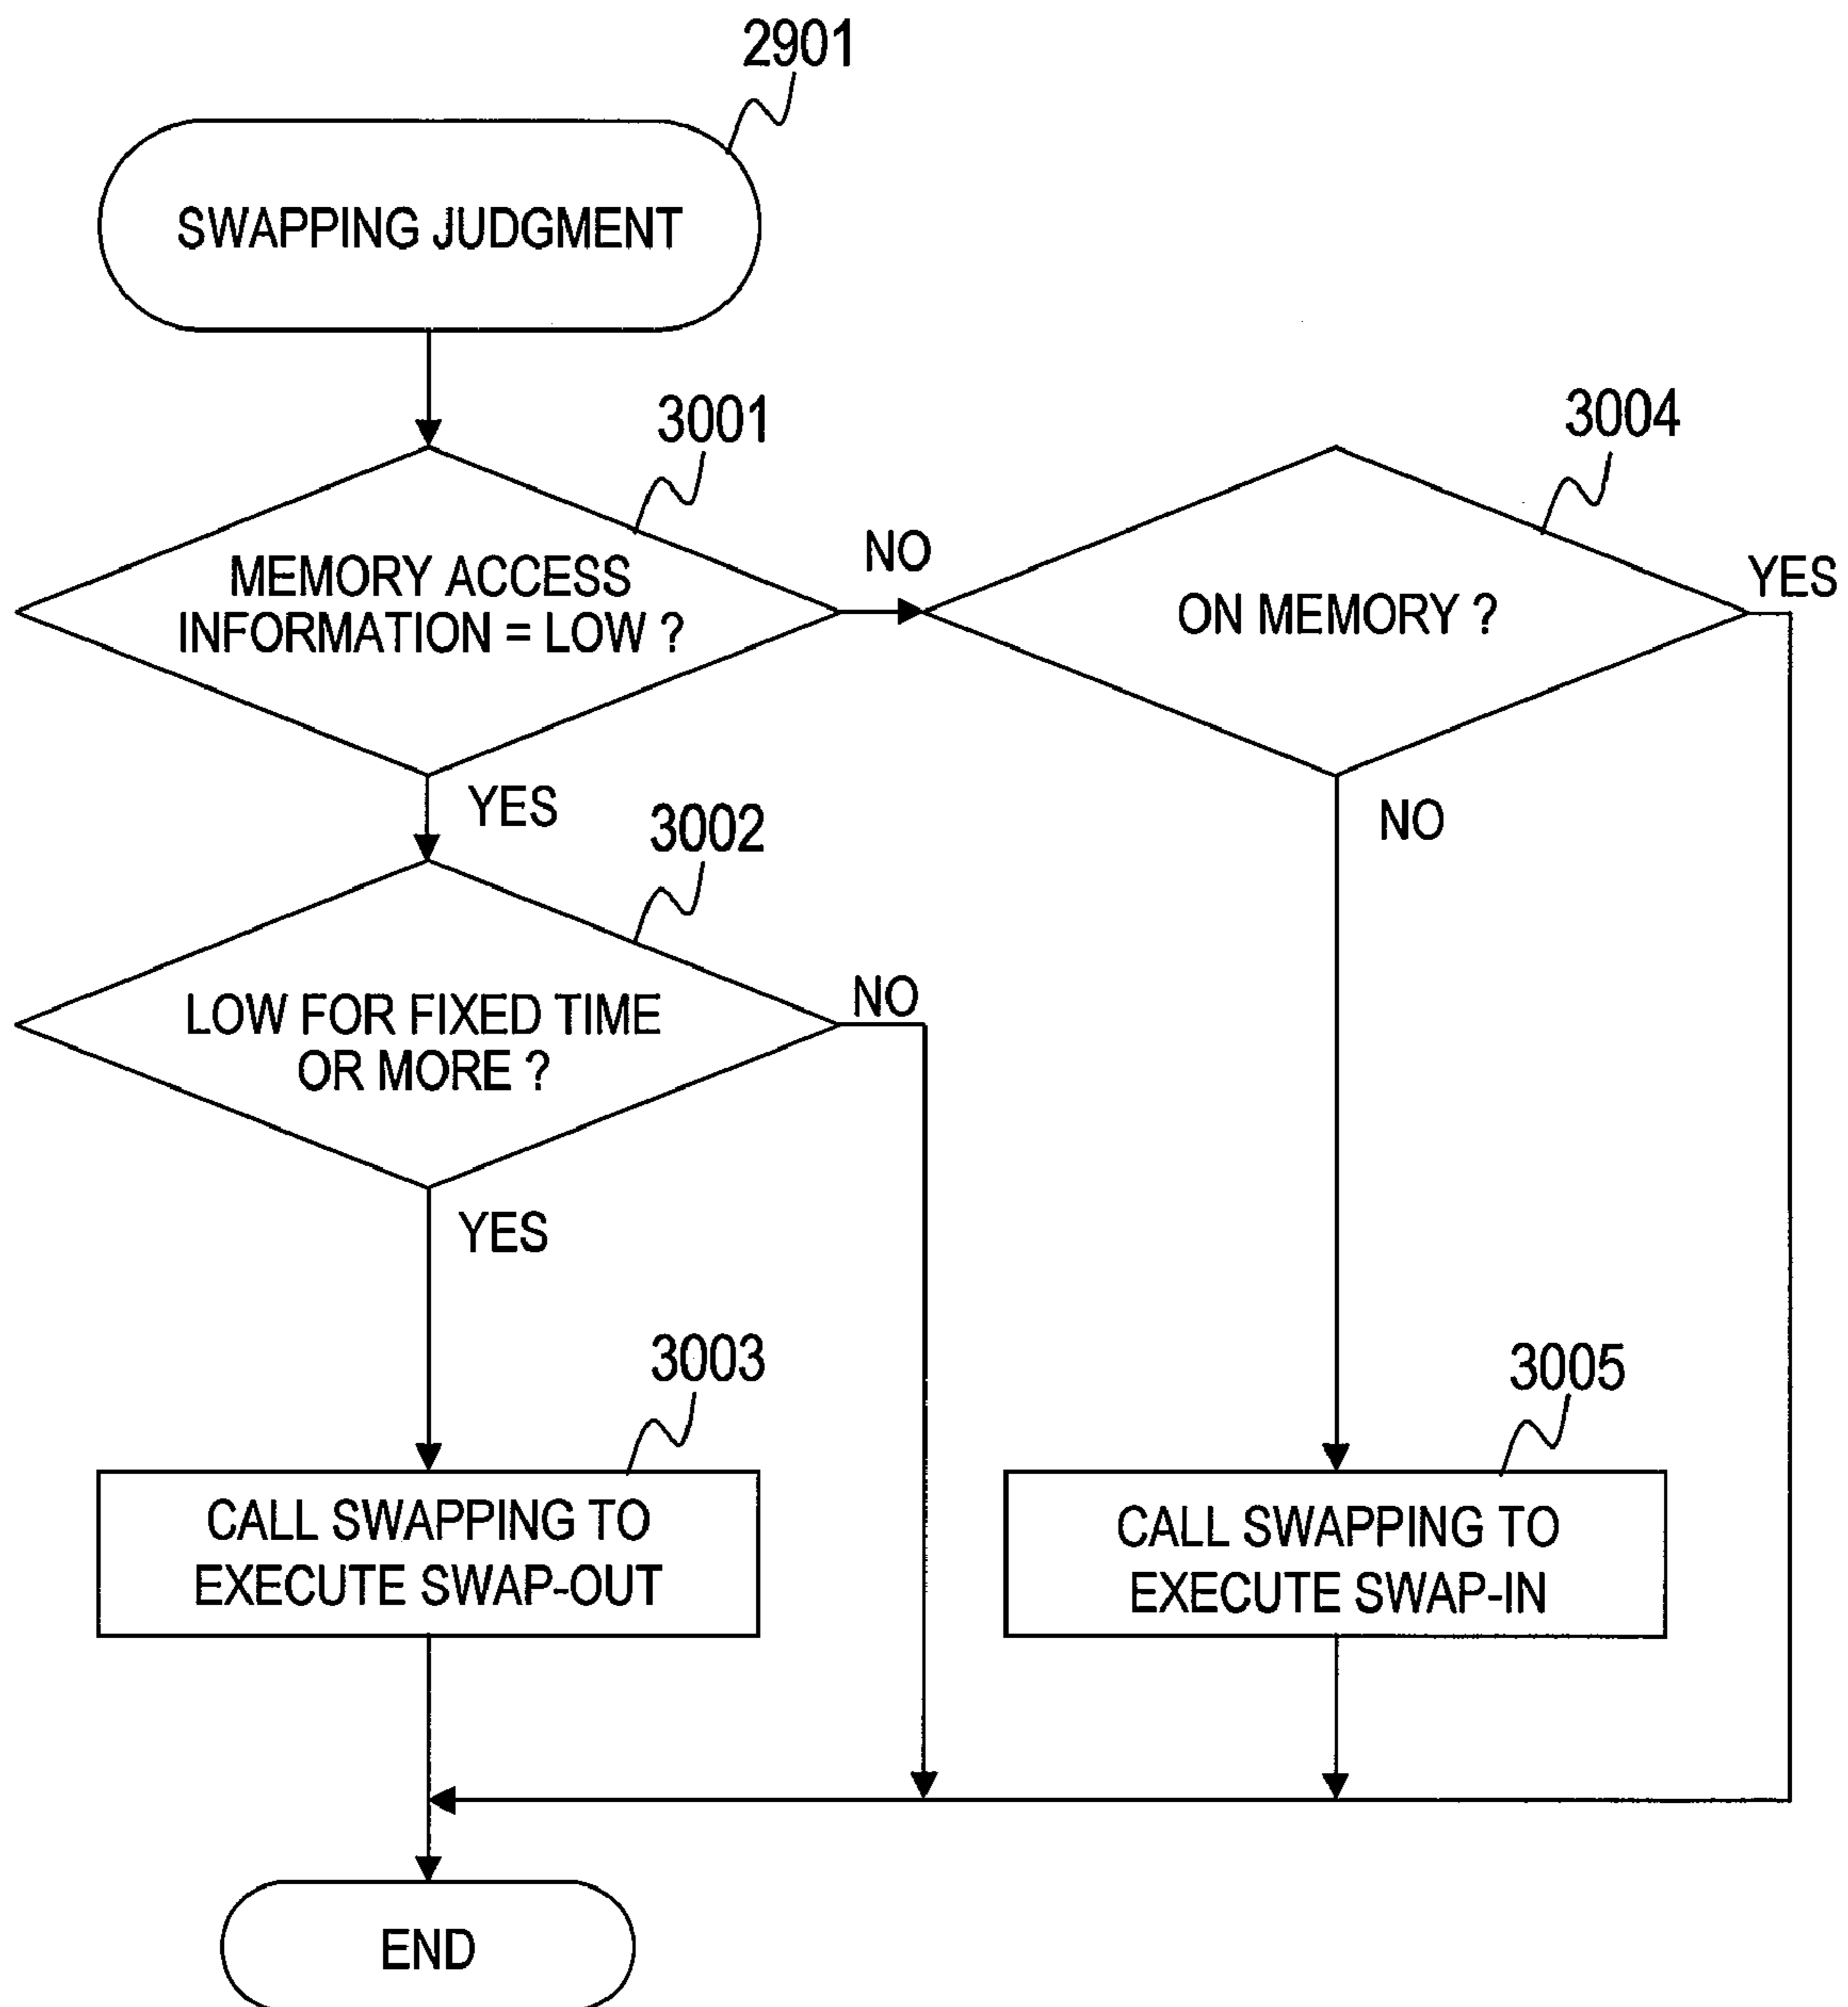 2901
SWAPPING JUDGMENT
3001
MEMORY ACCESS
INFORMATION = LOW ?
NO
3004
ON MEMORY ?
YES
YES
NO
3002
LOW FOR FIXED TIME
OR MORE ?
NO
YES
3003
CALL SWAPPING TO
EXECUTE SWAP-OUT
3005
CALL SWAPPING TO
EXECUTE SWAP-IN
END